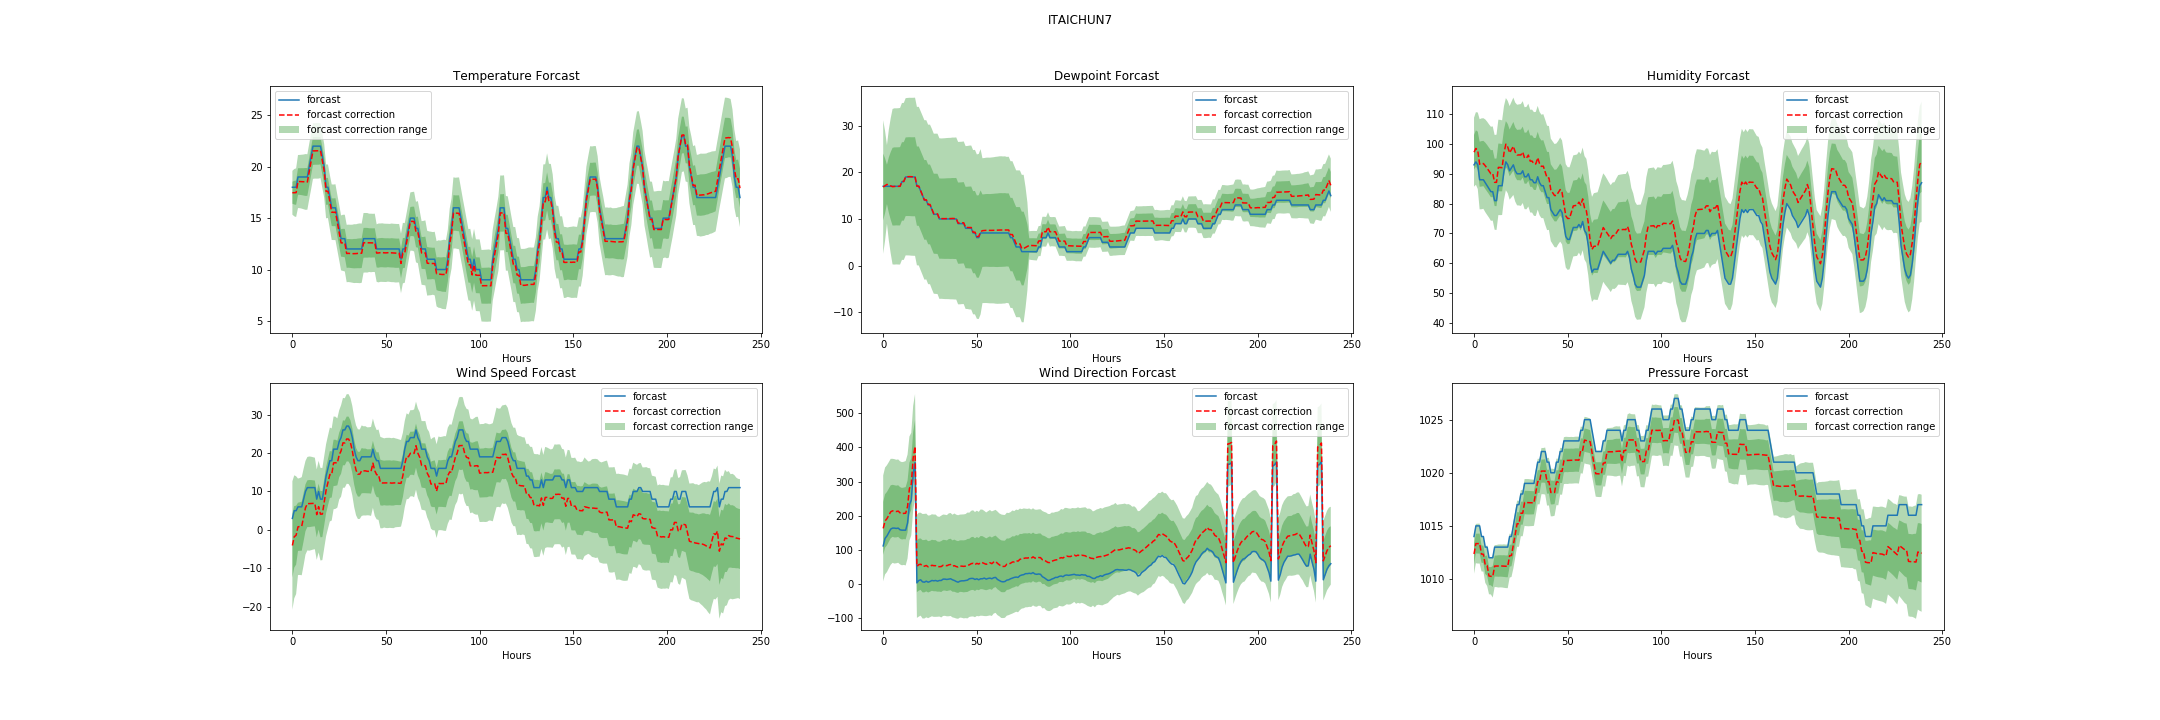 ITAICHUN7
Temperature Forcast
forcast
forcast correction
forcast correction range
25
20
15
10
5
0 50 100 150 200 250
Hours
Dewpoint Forcast
forcast
forcast correction
forcast correction range
30
20
10
0
−10
0 50 100 150 200 250
Hours
Humidity Forcast
forcast
forcast correction
forcast correction range
110
100
90
80
70
60
50
40
0 50 100 150 200 250
Hours
Wind Speed Forcast
forcast
forcast correction
forcast correction range
30
20
10
0
−10
−20
0 50 100 150 200 250
Hours
Wind Direction Forcast
forcast
forcast correction
forcast correction range
500
400
300
200
100
0
−100
0 50 100 150 200 250
Hours
Pressure Forcast
forcast
forcast correction
forcast correction range
1025
1020
1015
1010
0 50 100 150 200 250
Hours